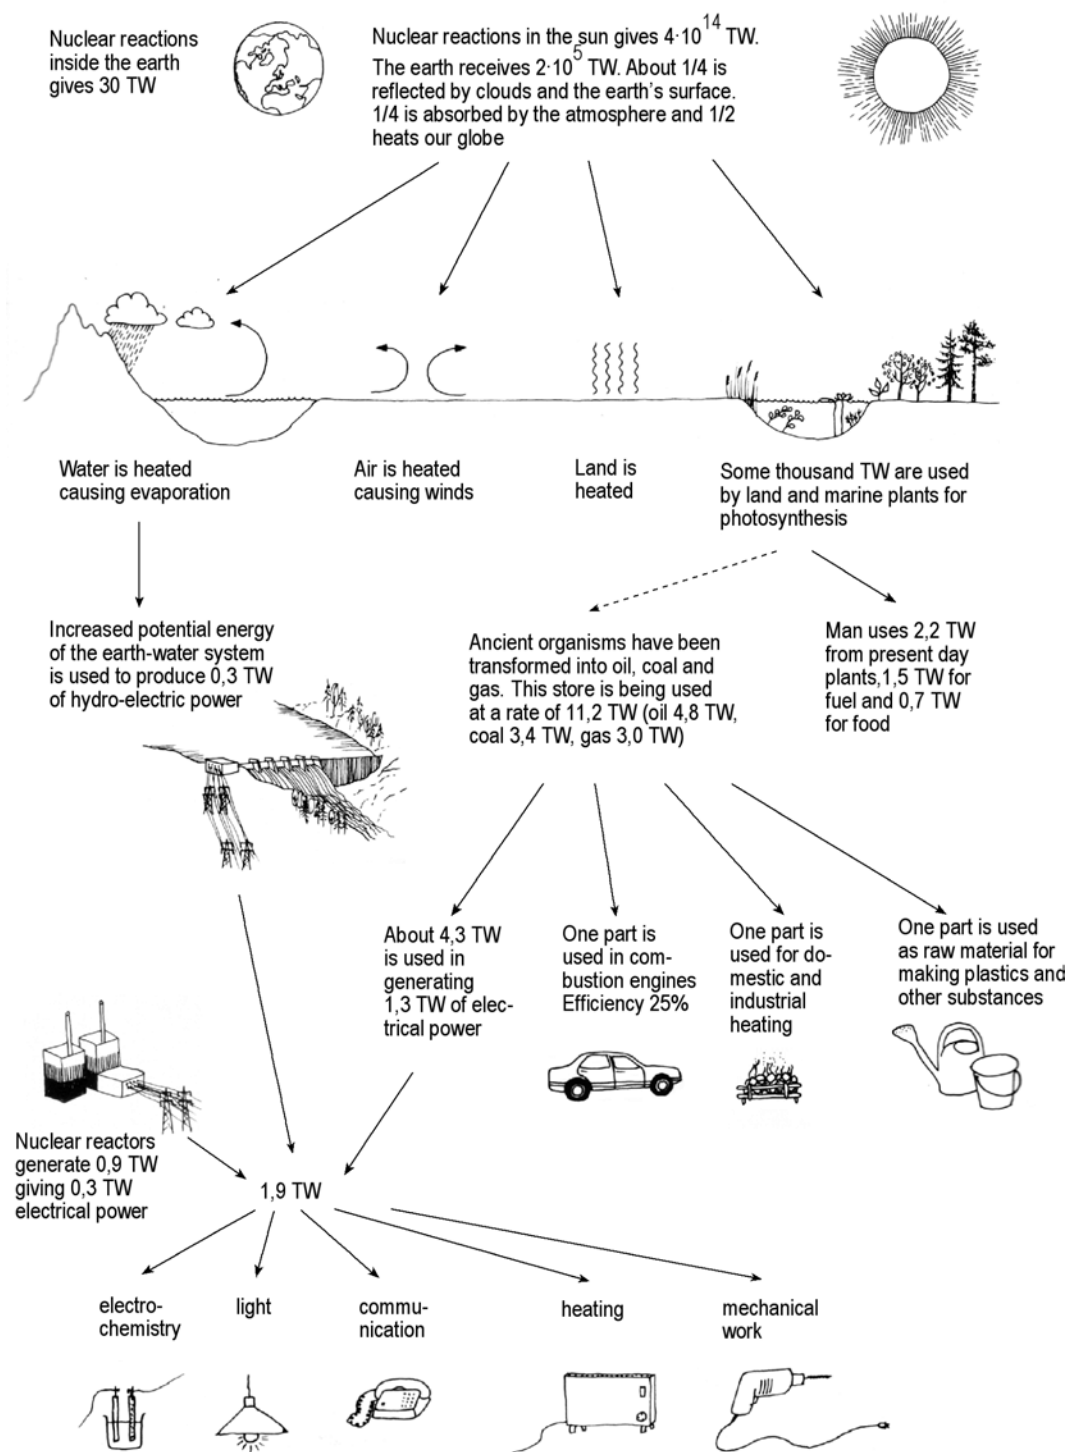 Nuclear reactions
inside the earth
gives 30 TW
Nuclear reactions in the sun gives 4·10^14 TW.
The earth receives 2·10^5 TW. About 1/4 is
reflected by clouds and the earth's surface.
1/4 is absorbed by the atmosphere and 1/2
heats our globe
Water is heated
causing evaporation
Air is heated
causing winds
Land is
heated
Some thousand TW are used
by land and marine plants for
photosynthesis
Increased potential energy
of the earth-water system
is used to produce 0,3 TW
of hydro-electric power
Ancient organisms have been
transformed into oil, coal and
gas. This store is being used
at a rate of 11,2 TW (oil 4,8 TW,
coal 3,4 TW, gas 3,0 TW)
Man uses 2,2 TW
from present day
plants,1,5 TW for
fuel and 0,7 TW
for food
About 4,3 TW
is used in
generating
1,3 TW of elec-
trical power
One part is
used in com-
bustion engines
Efficiency 25%
One part is
used for do-
mestic and
industrial
heating
One part is used
as raw material for
making plastics and
other substances
Nuclear reactors
generate 0,9 TW
giving 0,3 TW
electrical power
1,9 TW
electro-
chemistry
light
commu-
nication
heating
mechanical
work